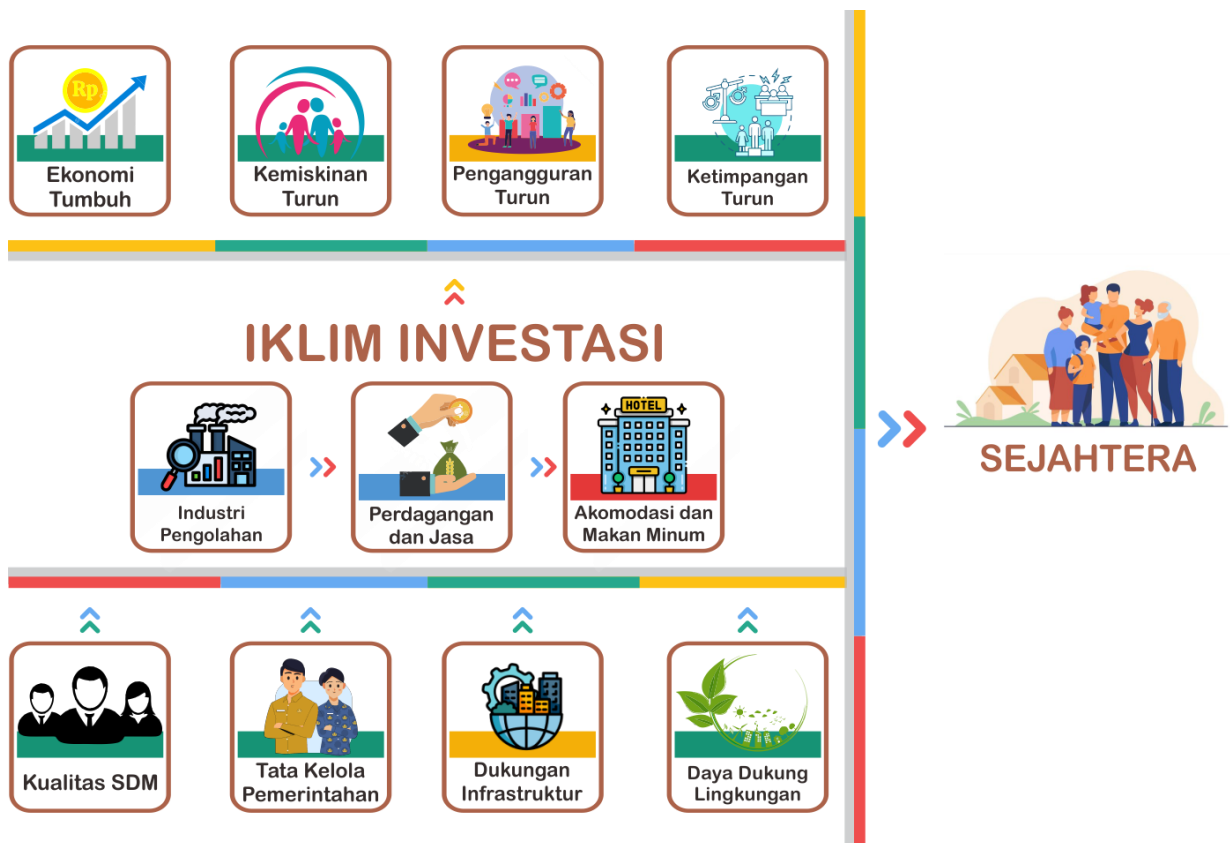 Rp
Ekonomi
Tumbuh
Kemiskinan
Turun
Pengangguran
Turun
Ketimpangan
Turun
IKLIM INVESTASI
Industri
Pengolahan
Perdagangan
dan Jasa
HOTEL
Akomodasi dan
Makan Minum
SEJAHTERA
Kualitas SDM
Tata Kelola
Pemerintahan
Dukungan
Infrastruktur
Daya Dukung
Lingkungan